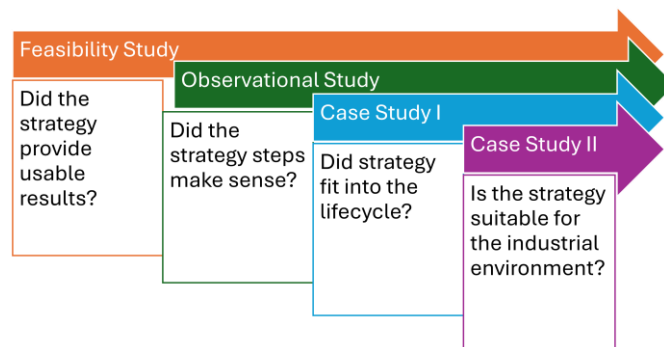 Feasibility Study
Did the
strategy
provide
usable
results?
Observational Study
Did the
strategy steps
make sense?
Case Study I
Did strategy
fit into the
lifecycle?
Case Study II
Is the strategy
suitable for
the industrial
environment?